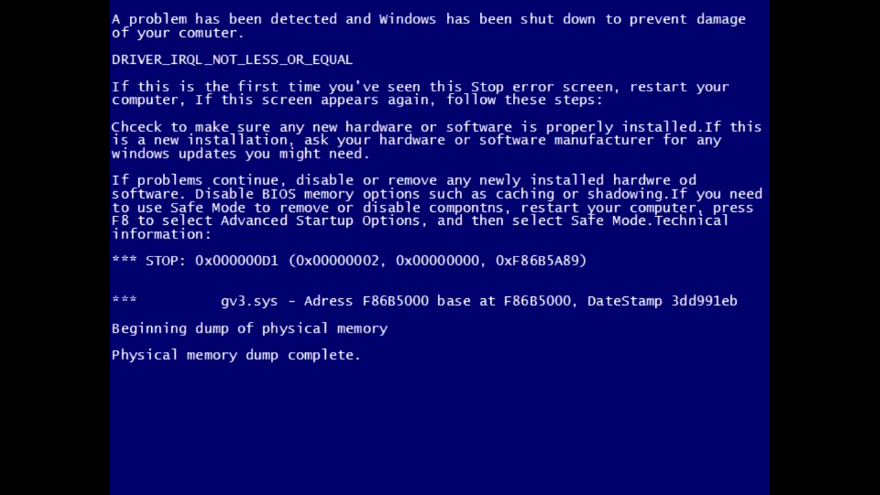 A problem has been detected and Windows has been shut down to prevent damage
of your comuter.
DRIVER_IRQL_NOT_LESS_OR_EQUAL
If this is the first time you've seen this Stop error screen, restart your
computer, If this screen appears again, follow these steps:
Chceck to make sure any new hardware or software is properly installed.If this
is a new installation, ask your hardware or software manufacturer for any
windows updates you might need.
If problems continue, disable or remove any newly installed hardwre od
software. Disable BIOS memory options such as caching or shadowing.If you need
to use Safe Mode to remove or disable compontns, restart your computer, press
F8 to select Advanced Startup Options, and then select Safe Mode.Technical
information:
*** STOP: 0x000000D1 (0x00000002, 0x00000000, 0xF86B5A89)
*** gv3.sys - Adress F86B5000 base at F86B5000, DateStamp 3dd991eb
Beginning dump of physical memory
Physical memory dump complete.